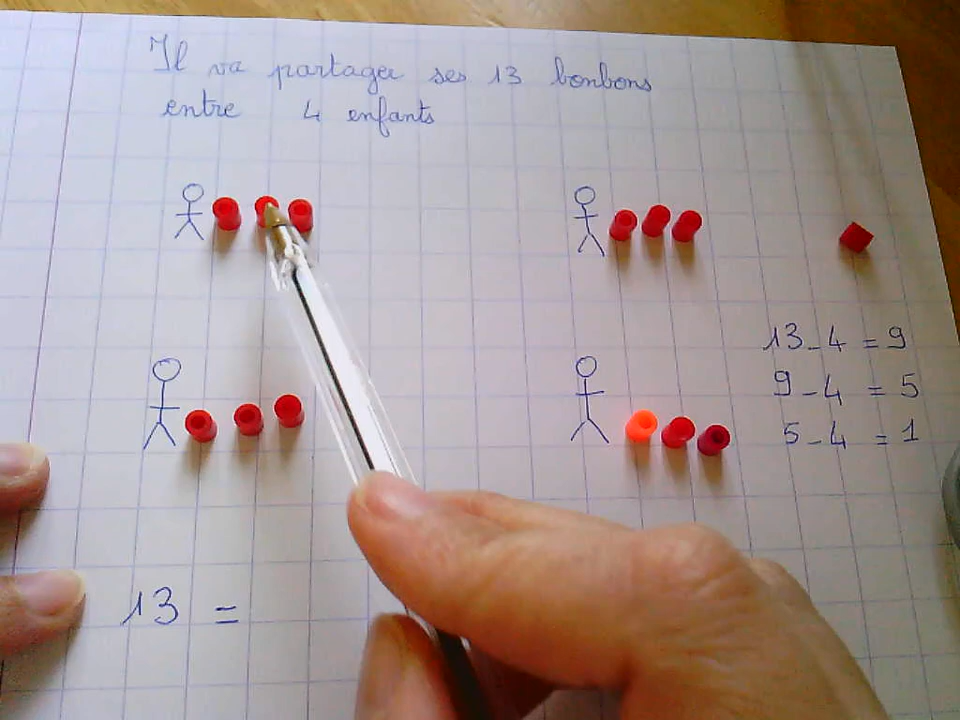 Il va partager ses 13 bonbons
entre 4 enfants
13 - 4 = 9
9 - 4 = 5
5 - 4 = 1
13 =